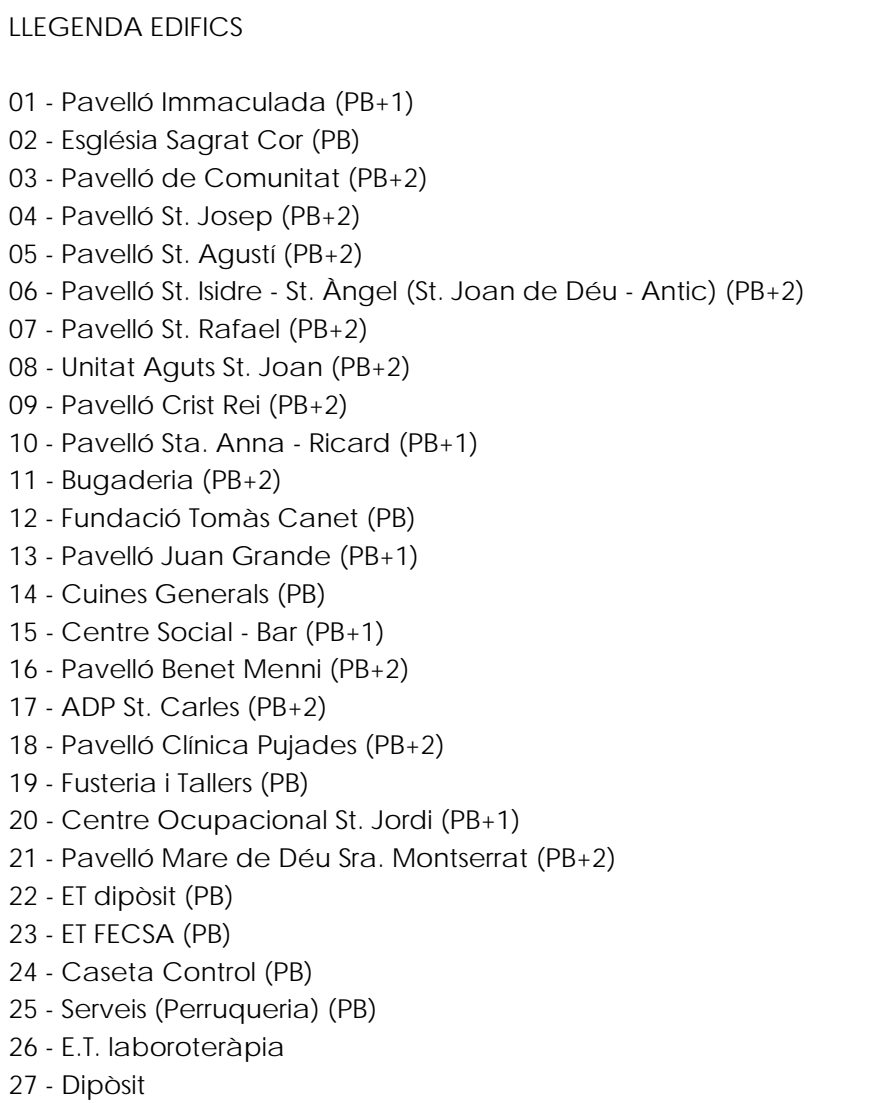 LLEGENDA EDIFICS
01 - Pavelló Immaculada (PB+1)
02 - Església Sagrat Cor (PB)
03 - Pavelló de Comunitat (PB+2)
04 - Pavelló St. Josep (PB+2)
05 - Pavelló St. Agustí (PB+2)
06 - Pavelló St. Isidre - St. Àngel (St. Joan de Déu - Antic) (PB+2)
07 - Pavelló St. Rafael (PB+2)
08 - Unitat Aguts St. Joan (PB+2)
09 - Pavelló Crist Rei (PB+2)
10 - Pavelló Sta. Anna - Ricard (PB+1)
11 - Bugaderia (PB+2)
12 - Fundació Tomàs Canet (PB)
13 - Pavelló Juan Grande (PB+1)
14 - Cuines Generals (PB)
15 - Centre Social - Bar (PB+1)
16 - Pavelló Benet Menni (PB+2)
17 - ADP St. Carles (PB+2)
18 - Pavelló Clínica Pujades (PB+2)
19 - Fusteria i Tallers (PB)
20 - Centre Ocupacional St. Jordi (PB+1)
21 - Pavelló Mare de Déu Sra. Montserrat (PB+2)
22 - ET dipòsit (PB)
23 - ET FECSA (PB)
24 - Caseta Control (PB)
25 - Serveis (Perruqueria) (PB)
26 - E.T. laboroteràpia
27 - Dipòsit